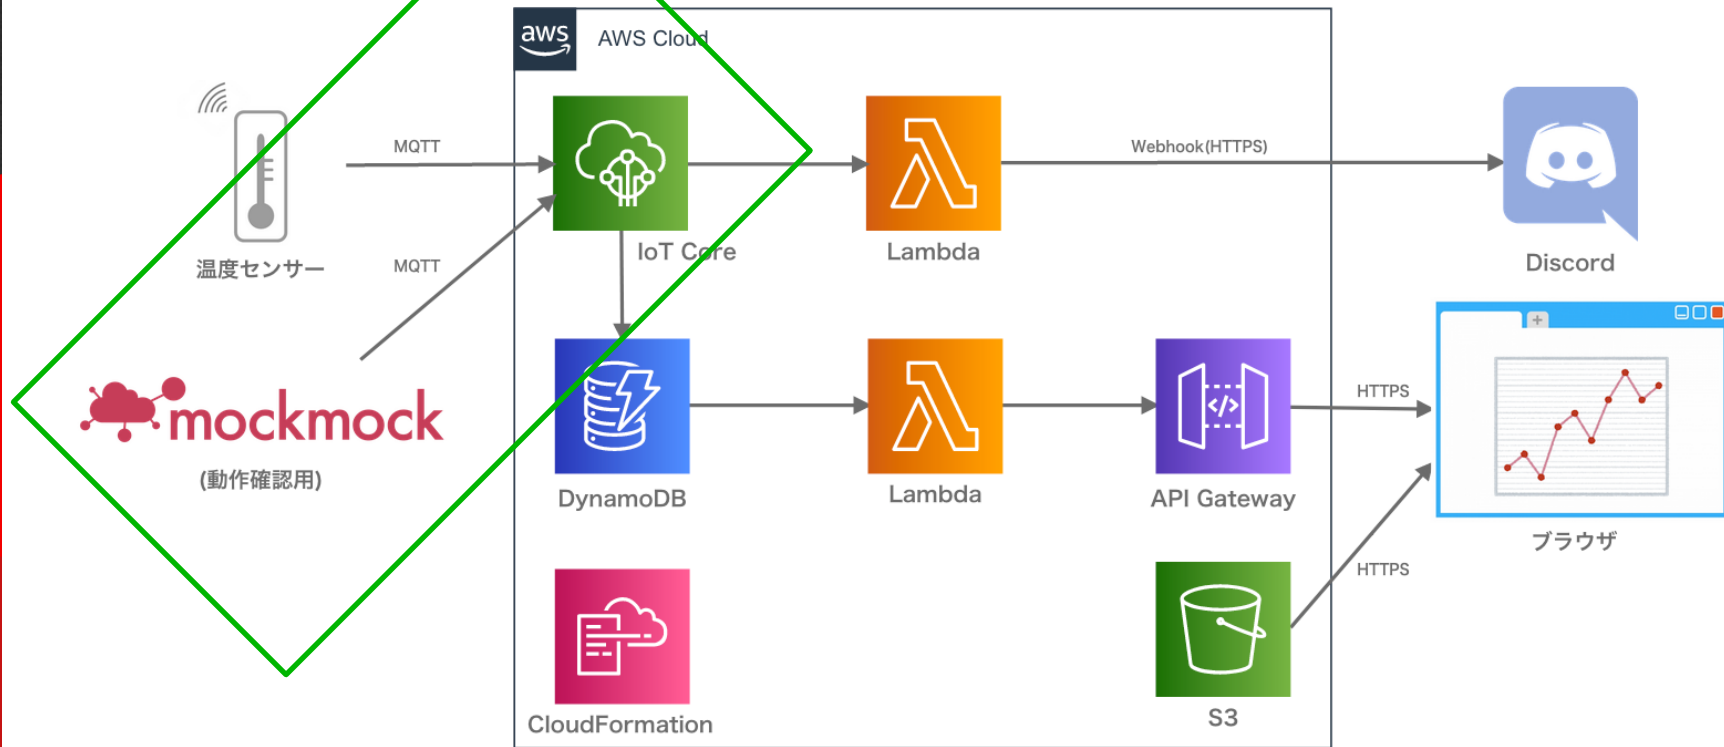 aws
AWS Cloud
MQTT
Webhook(HTTPS)
温度センサー
MQTT
IoT Core
Lambda
Discord
mockmock
(動作確認用)
HTTPS
DynamoDB
Lambda
API Gateway
ブラウザ
HTTPS
CloudFormation
S3